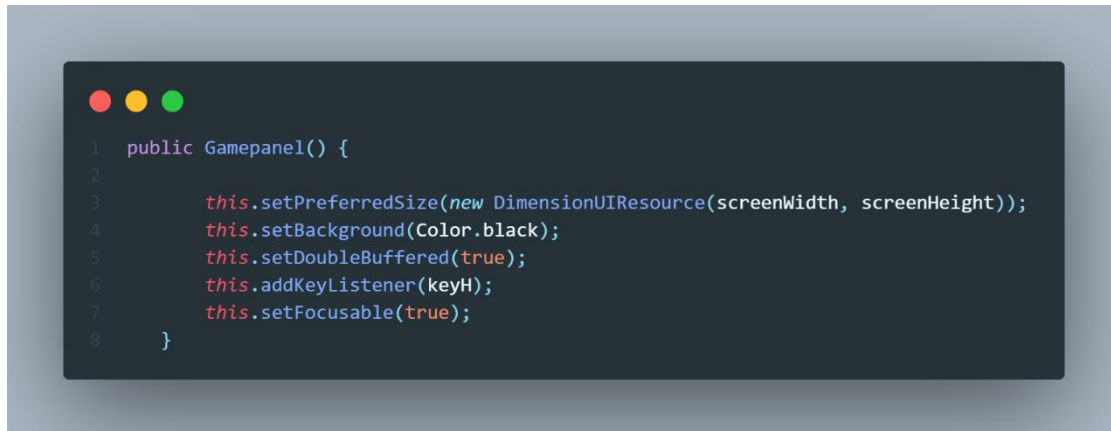 1 public Gamepanel() {
2
3 this.setPreferredSize(new DimensionUIResource(screenWidth, screenHeight));
4 this.setBackground(Color.black);
5 this.setDoubleBuffered(true);
6 this.addKeyListener(keyH);
7 this.setFocusable(true);
8 }